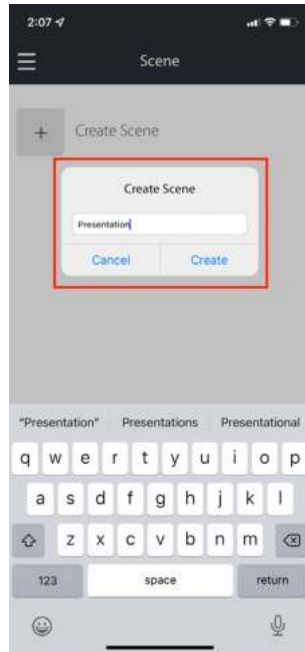 2:07
Scene
+ Create Scene
Create Scene
Presentation
Cancel Create
"Presentation" Presentations Presentational
q w e r t y u i o p
a s d f g h j k l
z x c v b n m
123 space return